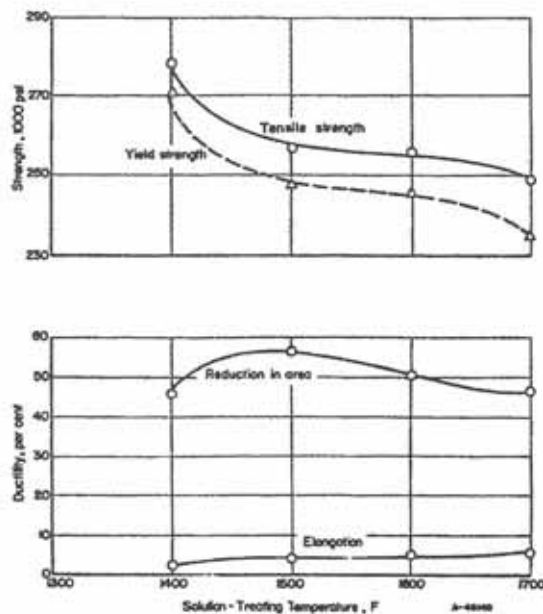 290
270
250
230
Strength, 1000 psi
Tensile strength
Yield strength
60
50
40
30
20
10
0
Ductility, per cent
Reduction in area
Elongation
1300 1400 1500 1600 1700
Solution-Treating Temperature, F